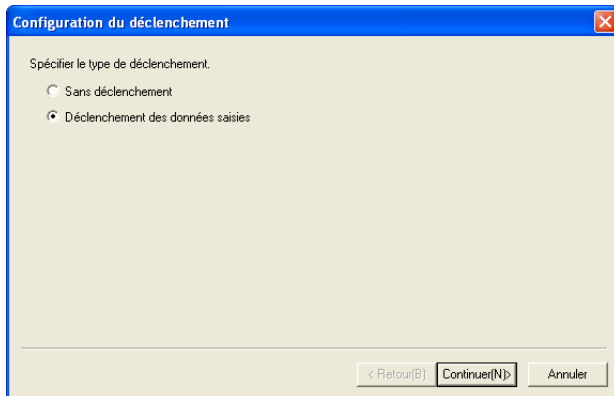 Configuration du déclenchement
Spécifier le type de déclenchement.
Sans déclenchement
Déclenchement des données saisies
< Retour(B) Continuer(N)> Annuler